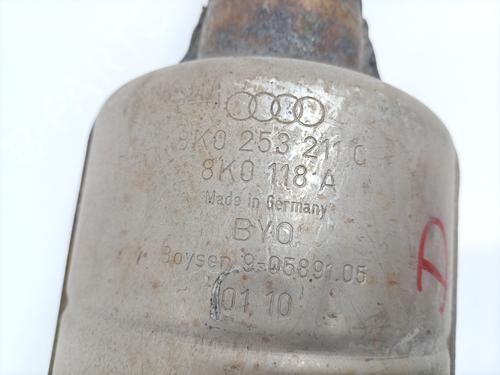 8K0 253 211 C
8K0 118 A
Made in Germany
BYO
Boysen 9-05891.05
01 10
D